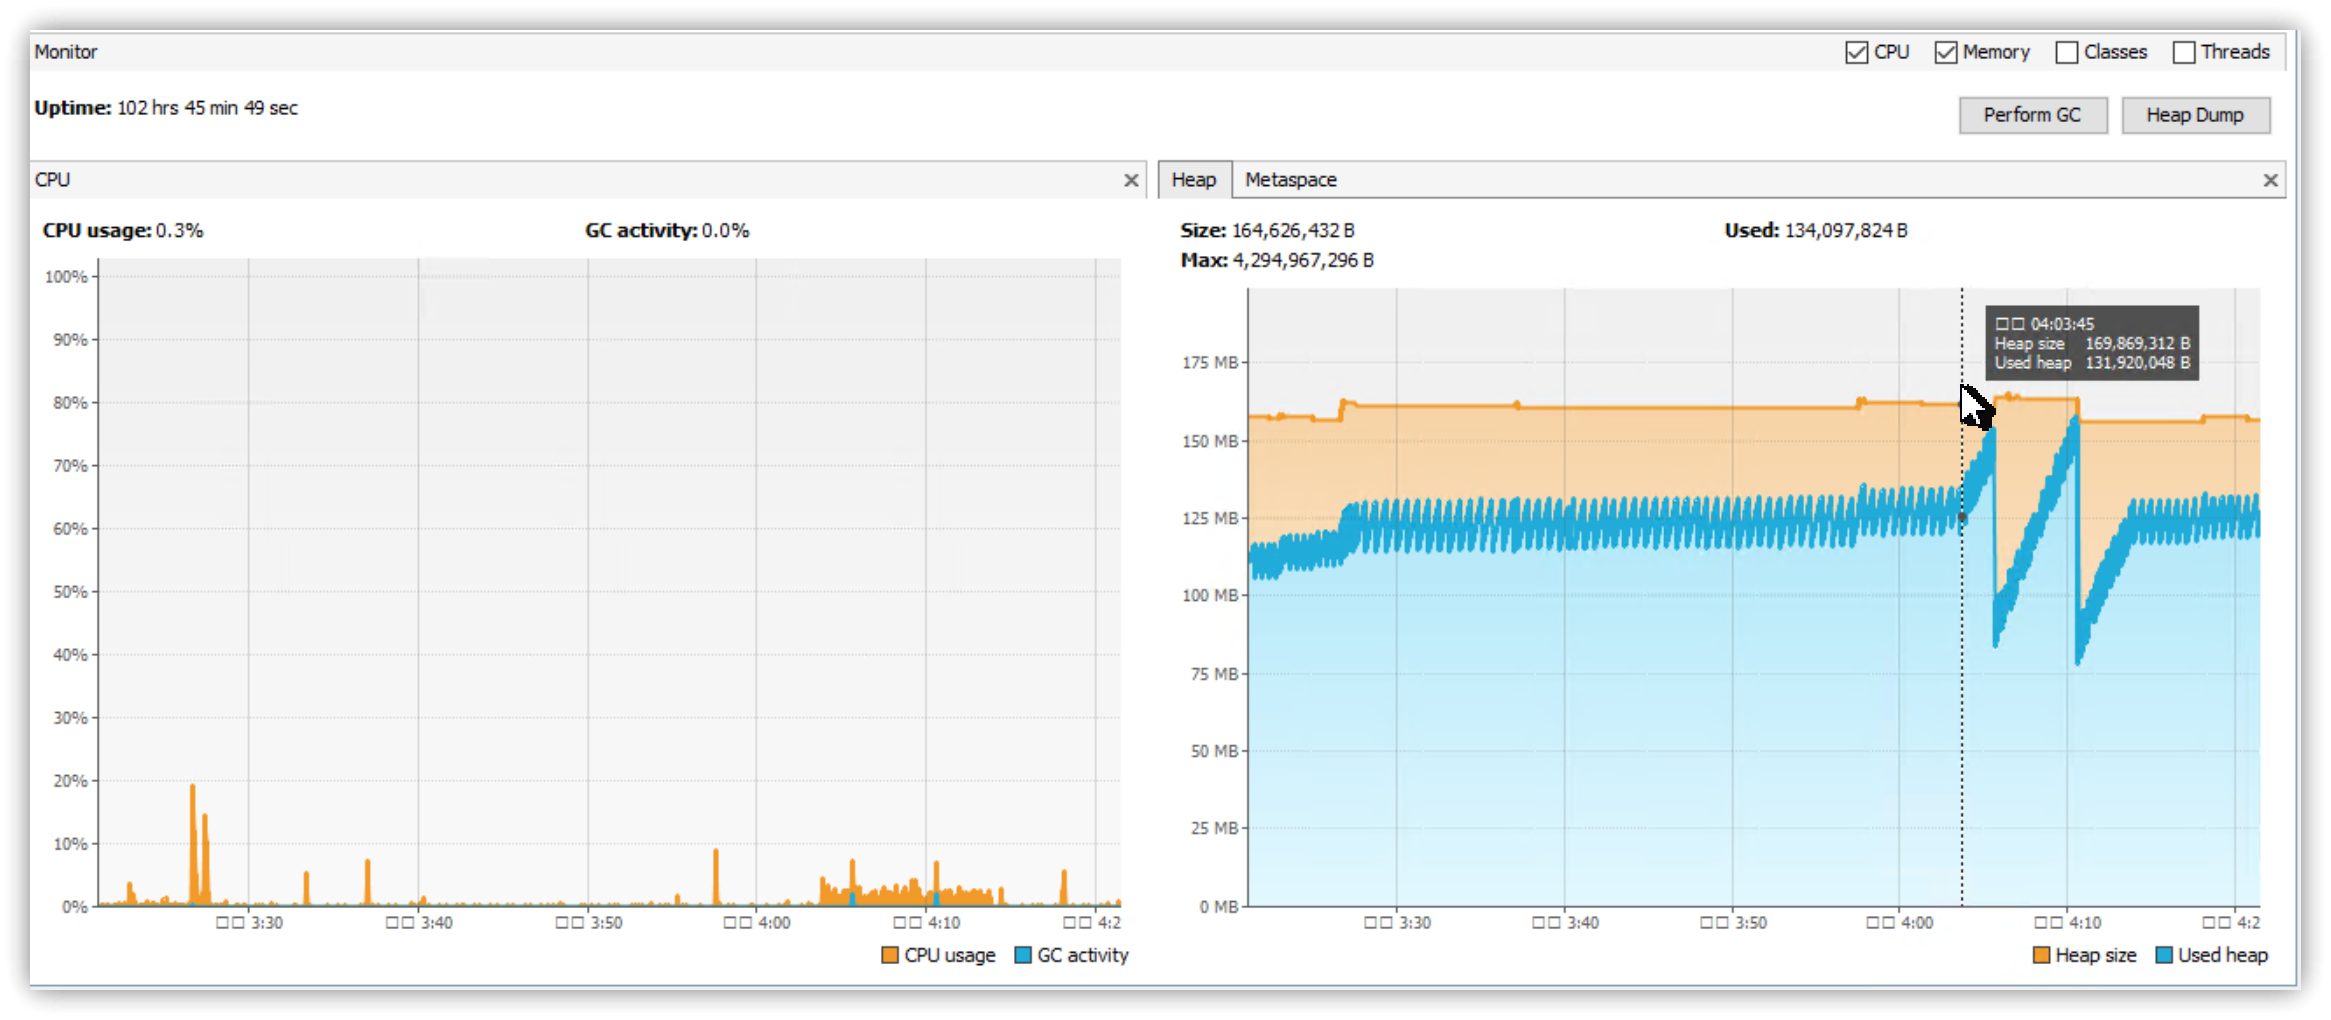 Monitor
CPU Memory Classes Threads
Uptime: 102 hrs 45 min 49 sec
Perform GC Heap Dump
CPU
CPU usage: 0.3% GC activity: 0.0%
100%
90%
80%
70%
60%
50%
40%
30%
20%
10%
0%
□□ 3:30 □□ 3:40 □□ 3:50 □□ 4:00 □□ 4:10 □□ 4:2
CPU usage GC activity
Heap Metaspace
Size: 164,626,432 B Used: 134,097,824 B
Max: 4,294,967,296 B
□□ 04:03:45
Heap size 169,869,312 B
Used heap 131,920,048 B
175 MB
150 MB
125 MB
100 MB
75 MB
50 MB
25 MB
0 MB
□□ 3:30 □□ 3:40 □□ 3:50 □□ 4:00 □□ 4:10 □□ 4:2
Heap size Used heap